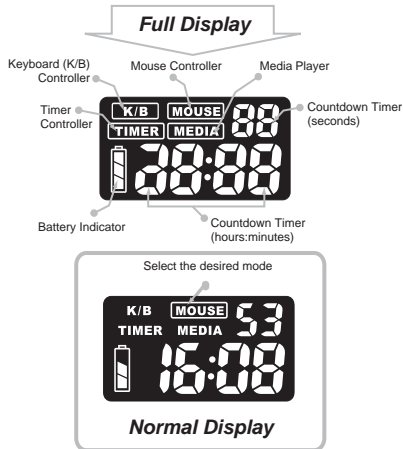 Full Display
Keyboard (K/B)
Controller
Mouse Controller
Media Player
Timer
Controller
Countdown Timer
(seconds)
K/B MOUSE 88
TIMER MEDIA
38:88
Battery Indicator
Countdown Timer
(hours:minutes)
Select the desired mode
K/B MOUSE 53
TIMER MEDIA
16:08
Normal Display